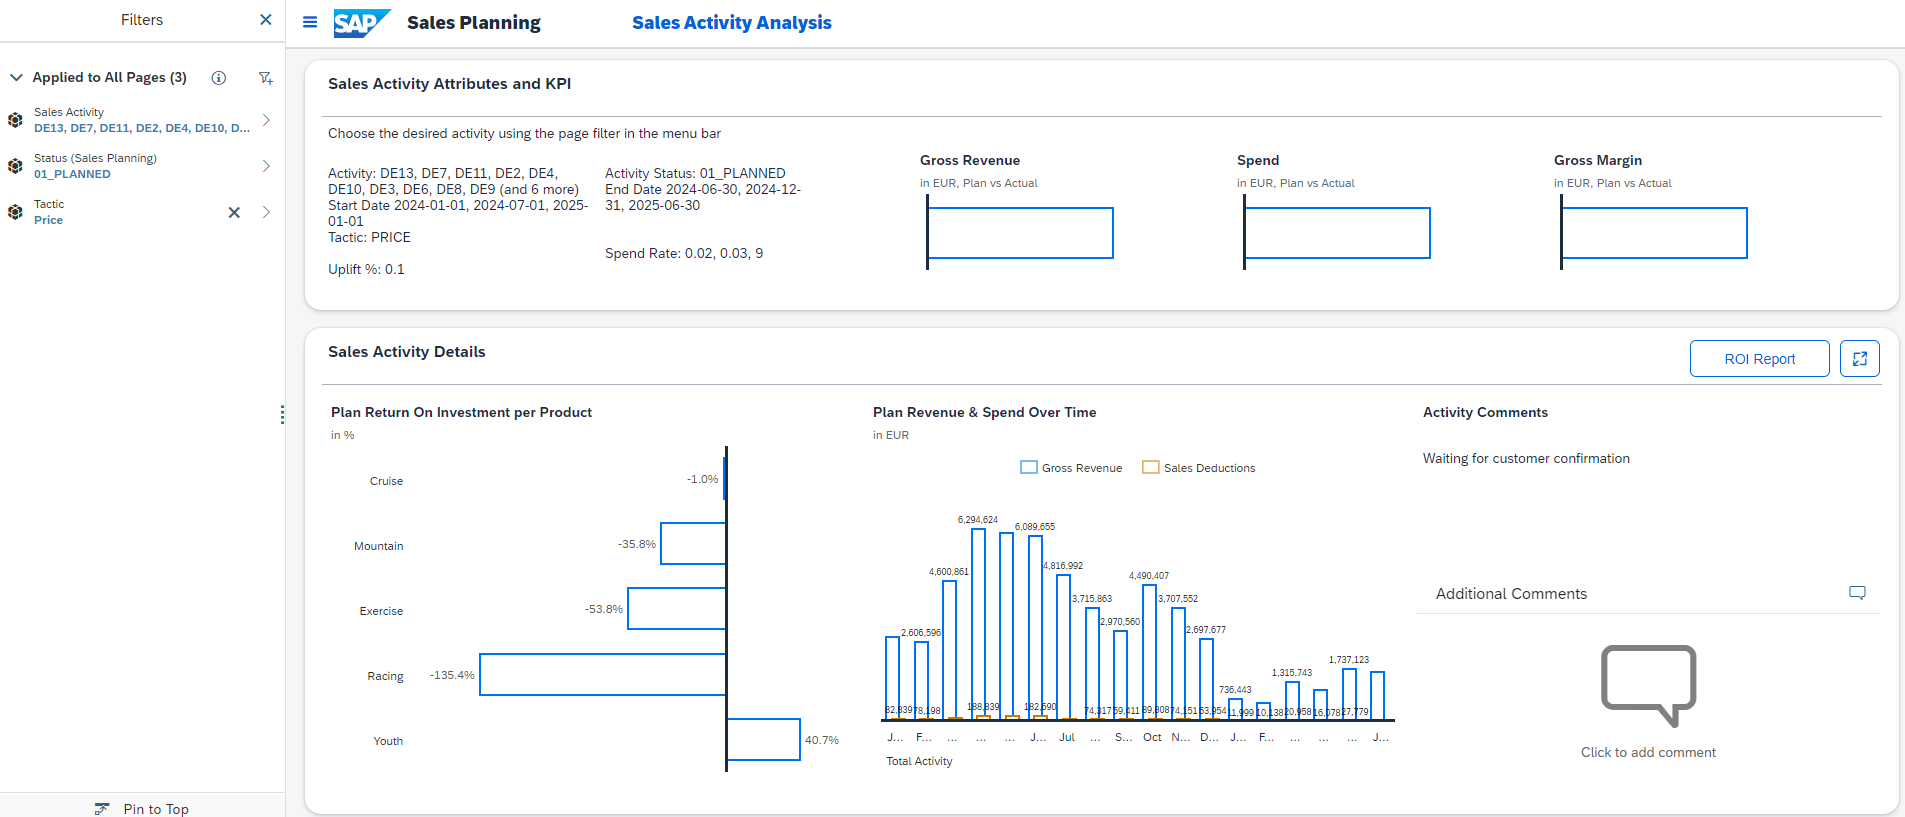 Filters
Applied to All Pages (3)
Sales Activity
DE13, DE7, DE11, DE2, DE4, DE10, D...
Status (Sales Planning)
01_PLANNED
Tactic
Price
Pin to Top
SAP
Sales Planning
Sales Activity Analysis
Sales Activity Attributes and KPI
Choose the desired activity using the page filter in the menu bar
Activity: DE13, DE7, DE11, DE2, DE4,
DE10, DE3, DE6, DE8, DE9 (and 6 more)
Start Date 2024-01-01, 2024-07-01, 2025-
01-01
Tactic: PRICE
Uplift %: 0.1
Activity Status: 01_PLANNED
End Date 2024-06-30, 2024-12-
31, 2025-06-30
Spend Rate: 0.02, 0.03, 9
Gross Revenue
in EUR, Plan vs Actual
Spend
in EUR, Plan vs Actual
Gross Margin
in EUR, Plan vs Actual
Sales Activity Details
ROI Report
Plan Return On Investment per Product
in %
Cruise -1.0%
Mountain -35.8%
Exercise -53.8%
Racing -135.4%
Youth 40.7%
Plan Revenue & Spend Over Time
in EUR
Gross Revenue Sales Deductions
6,294,624
6,089,655
4,600,861
4,816,992
4,490,407
3,715,863
3,707,552
2,970,560
2,606,596
2,697,677
1,737,123
1,315,743
736,443
82,839 78,198 188,839 182,690 74,317 59,411 89,808 74,151 53,954 11,999 10,138 20,958 16,078 27,779
J... F... ... ... ... J... Jul ... S... Oct N... D... J... F... ... ... ... J...
Total Activity
Activity Comments
Waiting for customer confirmation
Additional Comments
Click to add comment